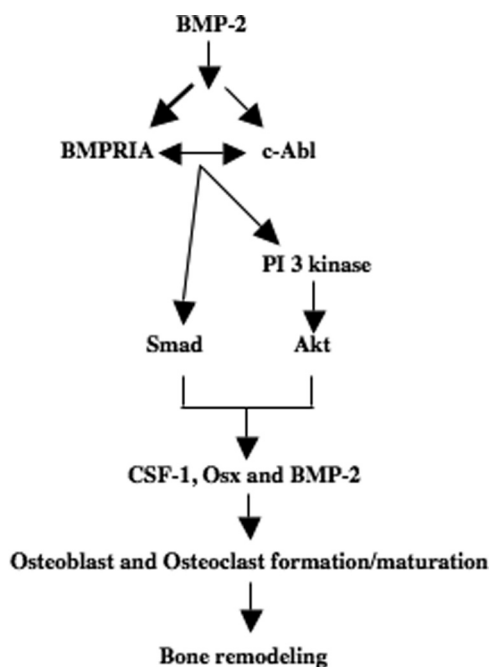 BMP-2
BMPRIA c-Abl
PI 3 kinase
Smad Akt
CSF-1, Osx and BMP-2
Osteoblast and Osteoclast formation/maturation
Bone remodeling